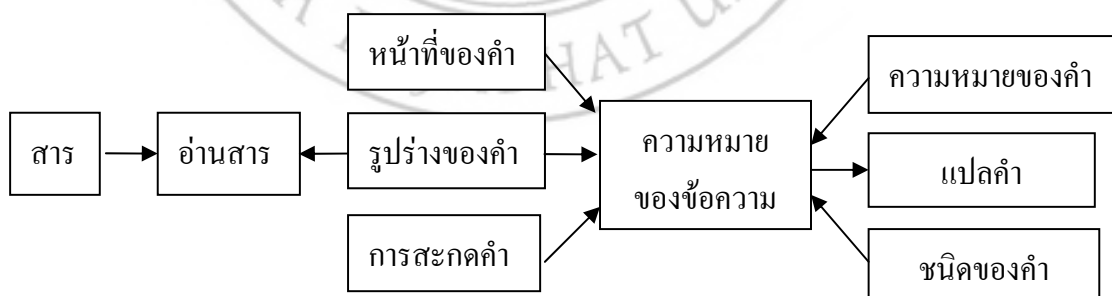 หน้าที่ของคำ
ความหมายของคำ
สาร
อ่านสาร
รูปร่างของคำ
ความหมาย
ของข้อความ
แปลคำ
การสะกดคำ
ชนิดของคำ